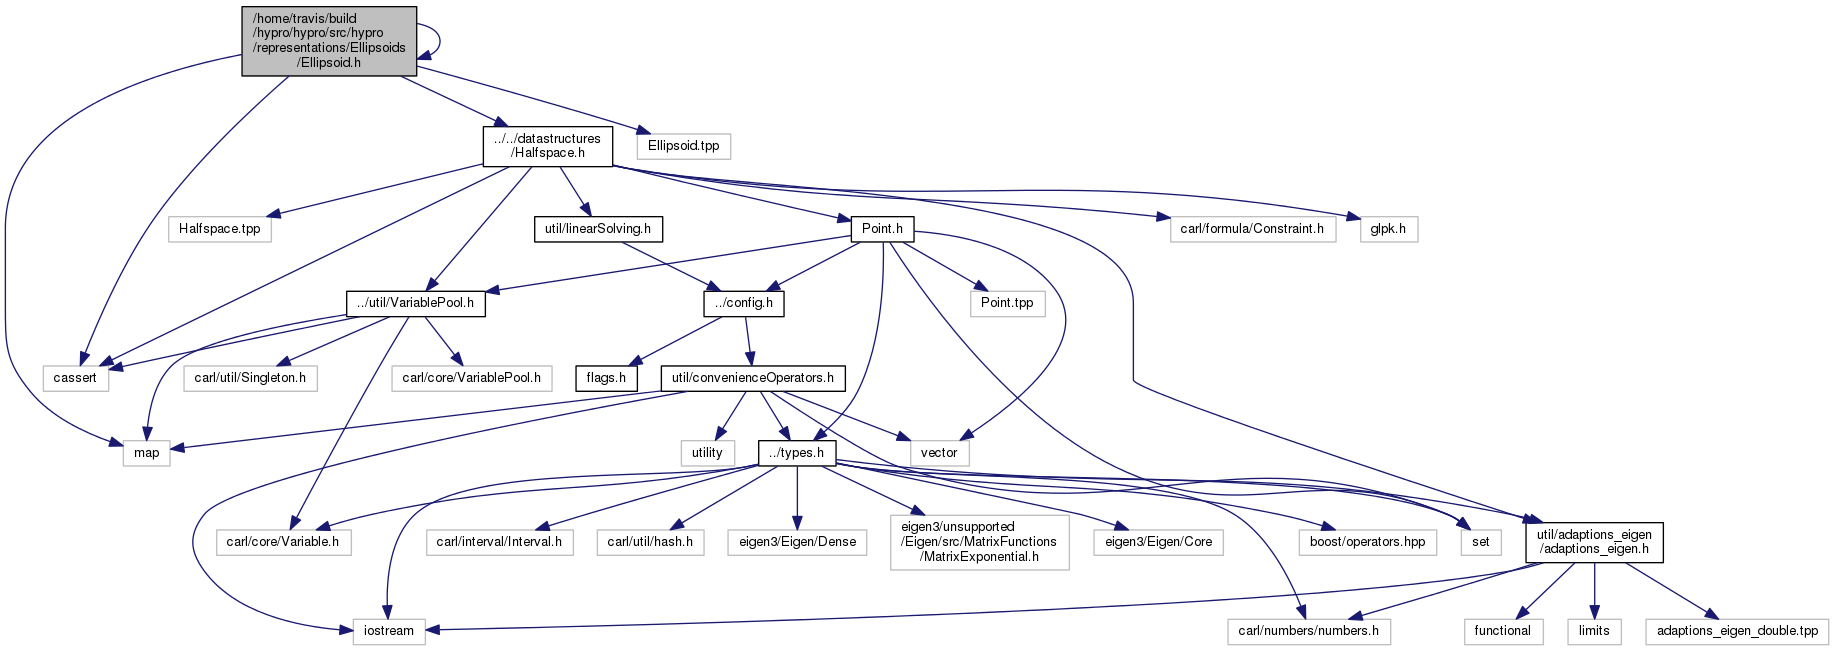 /home/travis/build
/hypro/hypro/src/hypro
/representations/Ellipsoids
/Ellipsoid.h
../../datastructures
/Halfspace.h
Ellipsoid.tpp
Halfspace.tpp
util/linearSolving.h
Point.h
carl/formula/Constraint.h
glpk.h
../util/VariablePool.h
../config.h
Point.tpp
cassert
carl/util/Singleton.h
carl/core/VariablePool.h
flags.h
util/convenienceOperators.h
map
utility
../types.h
vector
carl/core/Variable.h
carl/interval/Interval.h
carl/util/hash.h
eigen3/Eigen/Dense
eigen3/unsupported
/Eigen/src/MatrixFunctions
/MatrixExponential.h
eigen3/Eigen/Core
boost/operators.hpp
set
util/adaptions_eigen
/adaptions_eigen.h
iostream
carl/numbers/numbers.h
functional
limits
adaptions_eigen_double.tpp